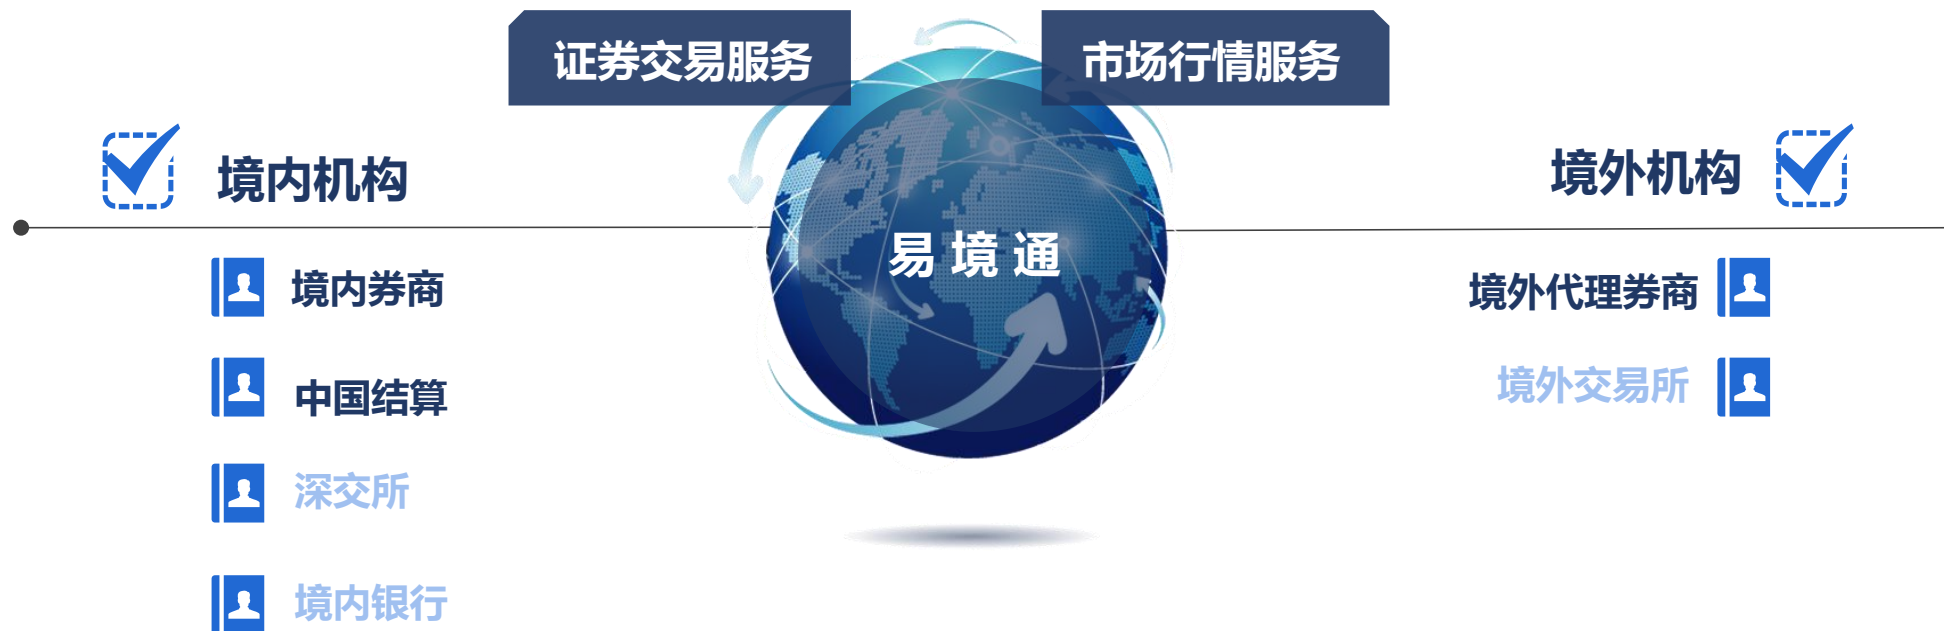 证券交易服务
市场行情服务
境内机构
境外机构
易境通
境内券商
中国结算
深交所
境内银行
境外代理券商
境外交易所